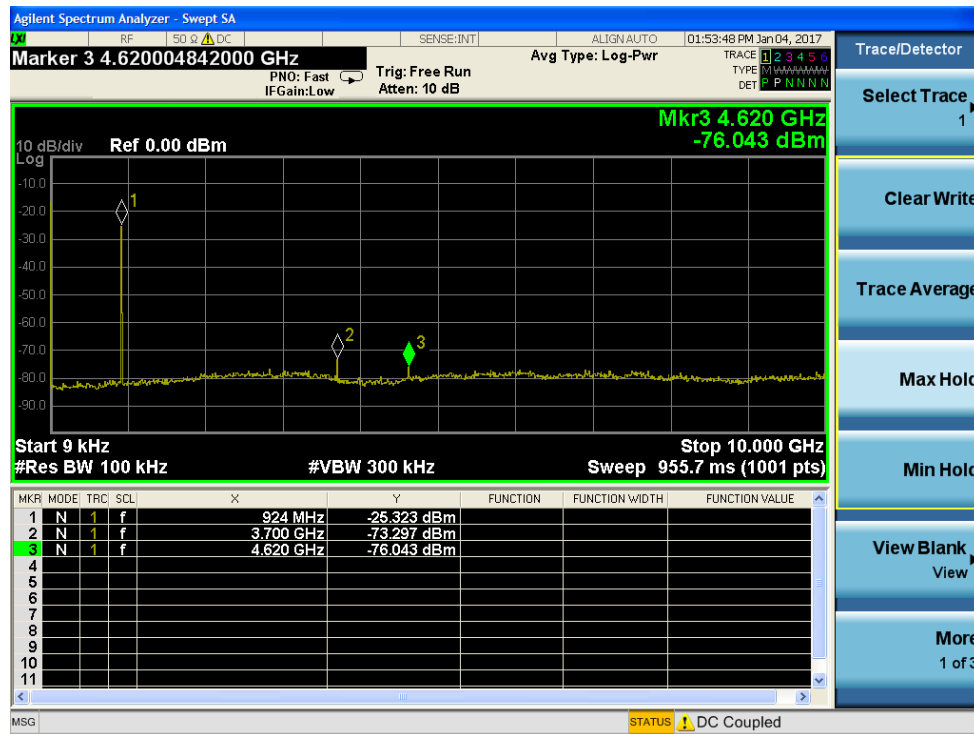 Agilent Spectrum Analyzer - Swept SA
LXI RF 50 Ω DC SENSE:INT ALIGN AUTO 01:53:48 PM Jan 04, 2017
Marker 3 4.620004842000 GHz
PNO: Fast
IFGain:Low
Trig: Free Run
Atten: 10 dB
Avg Type: Log-Pwr
TRACE 1 2 3 4 5 6
TYPE M WWWWW
DET P P N N N N
Mkr3 4.620 GHz
-76.043 dBm
10 dB/div Ref 0.00 dBm
Log
-10.0
-20.0
-30.0
-40.0
-50.0
-60.0
-70.0
-80.0
-90.0
1
2
3
Start 9 kHz Stop 10.000 GHz
#Res BW 100 kHz #VBW 300 kHz Sweep 955.7 ms (1001 pts)
MKR MODE TRC SCL X Y FUNCTION FUNCTION WIDTH FUNCTION VALUE
1 N 1 f 924 MHz -25.323 dBm
2 N 1 f 3.700 GHz -73.297 dBm
3 N 1 f 4.620 GHz -76.043 dBm
4
5
6
7
8
9
10
11
MSG STATUS DC Coupled
Trace/Detector
Select Trace
1
Clear Write
Trace Average
Max Hold
Min Hold
View Blank
View
More
1 of 3